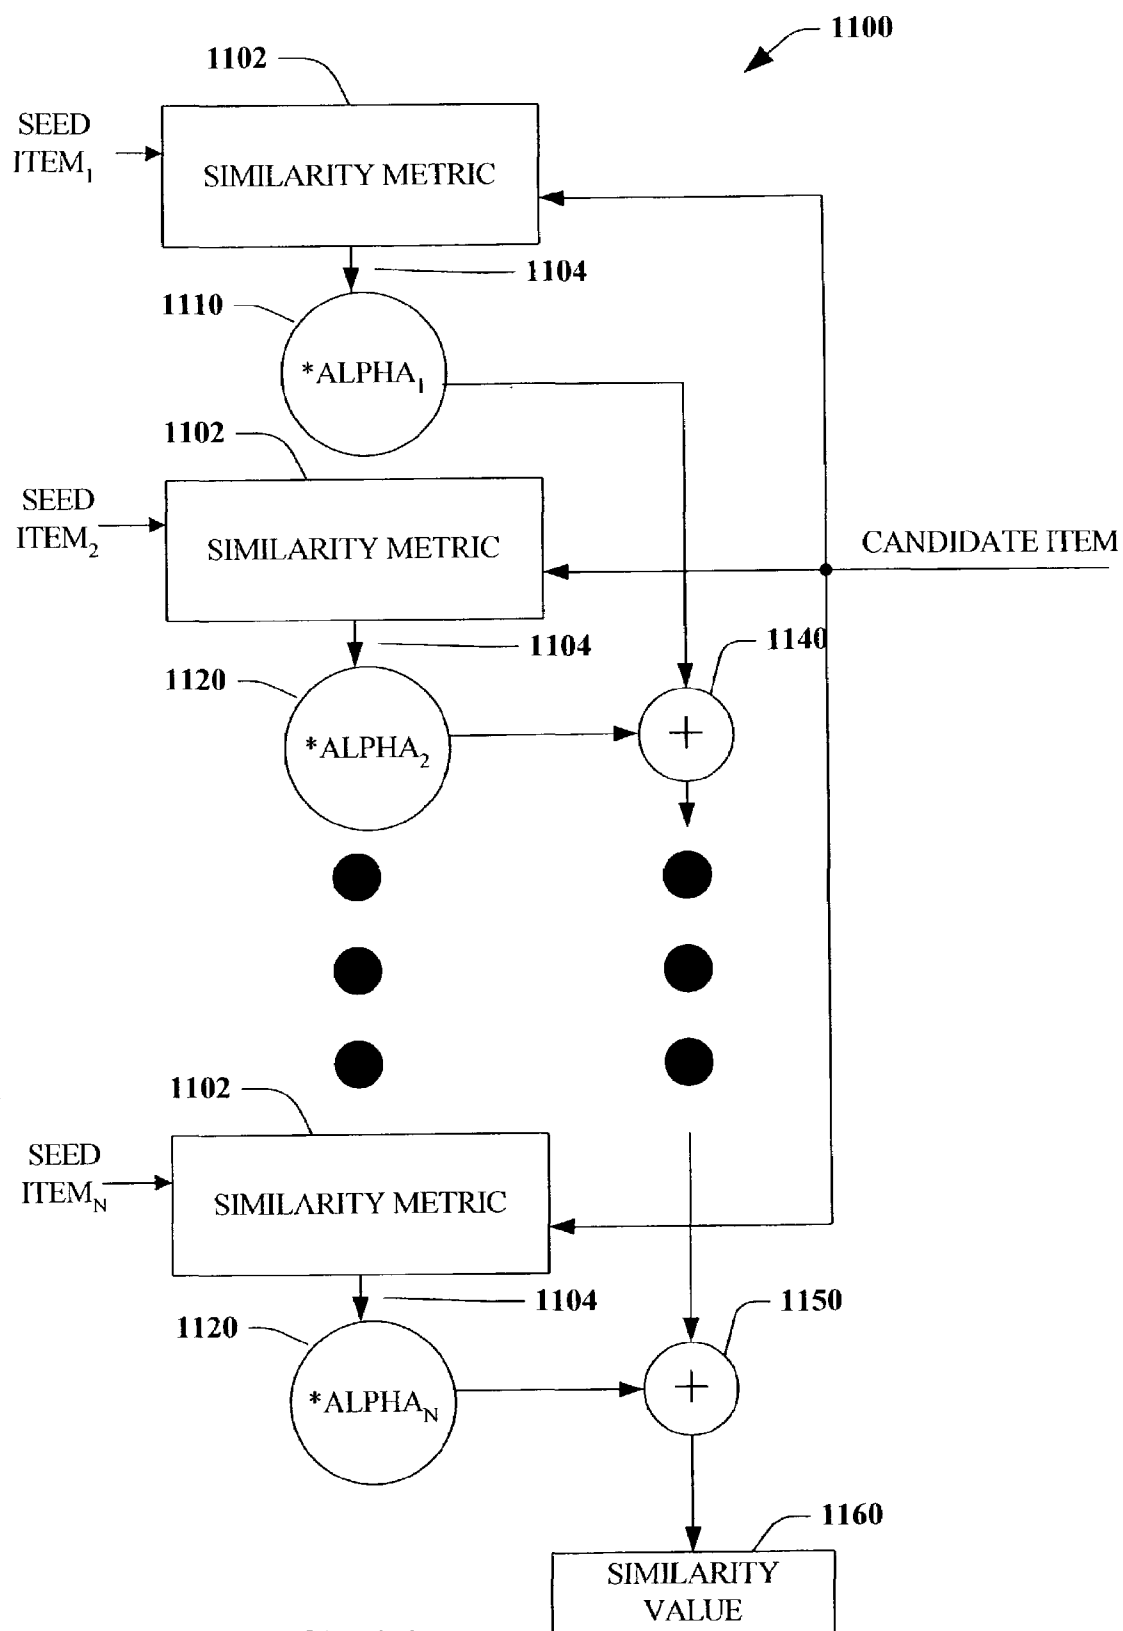 1100
1102
SEED
ITEM1
SIMILARITY METRIC
1104
1110
*ALPHA1
1102
SEED
ITEM2
SIMILARITY METRIC
CANDIDATE ITEM
1104
1140
1120
*ALPHA2
+
1102
SEED
ITEMN
SIMILARITY METRIC
1104
1150
1120
*ALPHAN
+
1160
SIMILARITY
VALUE